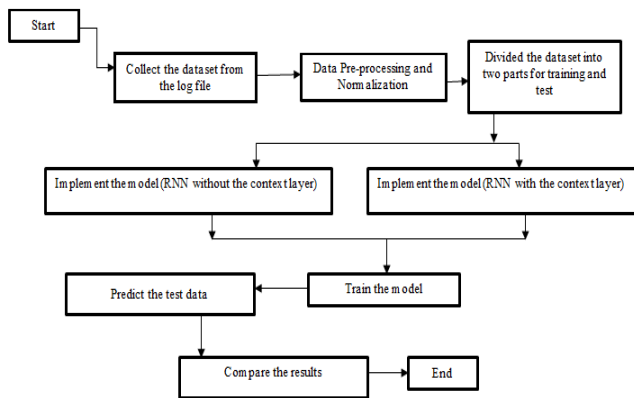 Start
Collect the dataset from
the log file
Data Pre-processing and
Normalization
Divided the dataset into
two parts for training and
test
Implement the model(RNN without the context layer)
Implement the model(RNN with the context layer)
Train the model
Predict the test data
Compare the results
End